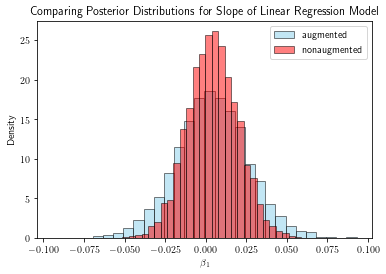 Comparing Posterior Distributions for Slope of Linear Regression Model
augmented
nonaugmented
25
20
15
10
5
0
Density
−0.100 −0.075 −0.050 −0.025 0.000 0.025 0.050 0.075 0.100
β1